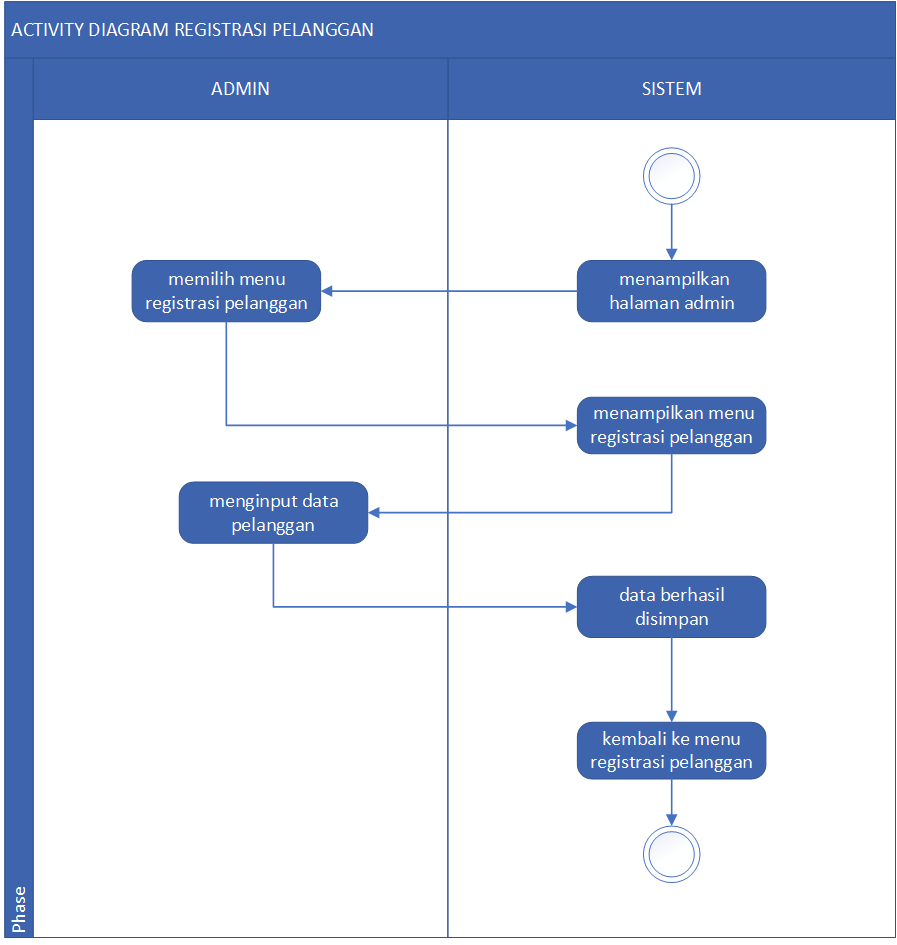 ACTIVITY DIAGRAM REGISTRASI PELANGGAN
ADMIN
SISTEM
menampilkan
halaman admin
memilih menu
registrasi pelanggan
menampilkan menu
registrasi pelanggan
menginput data
pelanggan
data berhasil
disimpan
kembali ke menu
registrasi pelanggan
Phase